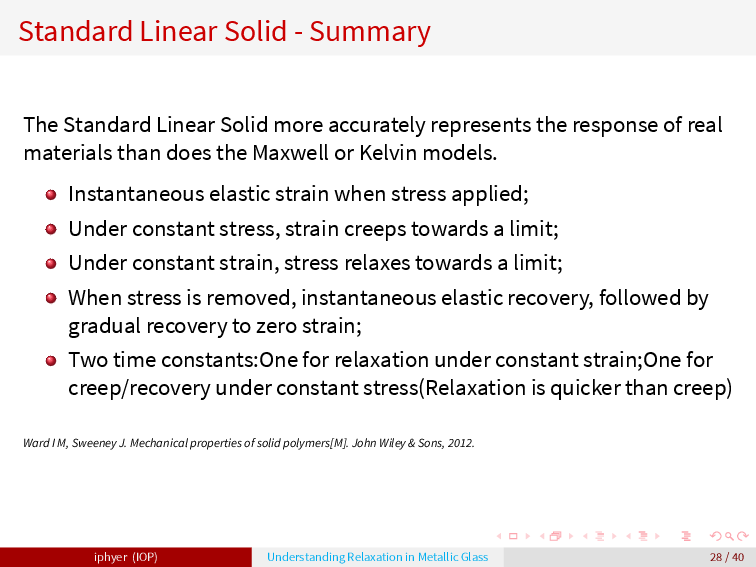 Standard Linear Solid - Summary
The Standard Linear Solid more accurately represents the response of real
materials than does the Maxwell or Kelvin models.
Instantaneous elastic strain when stress applied;
Under constant stress, strain creeps towards a limit;
Under constant strain, stress relaxes towards a limit;
When stress is removed, instantaneous elastic recovery, followed by
gradual recovery to zero strain;
Two time constants:One for relaxation under constant strain;One for
creep/recovery under constant stress(Relaxation is quicker than creep)
Ward I M, Sweeney J. Mechanical properties of solid polymers[M]. John Wiley & Sons, 2012.
iphyer (IOP)
Understanding Relaxation in Metallic Glass
28 / 40